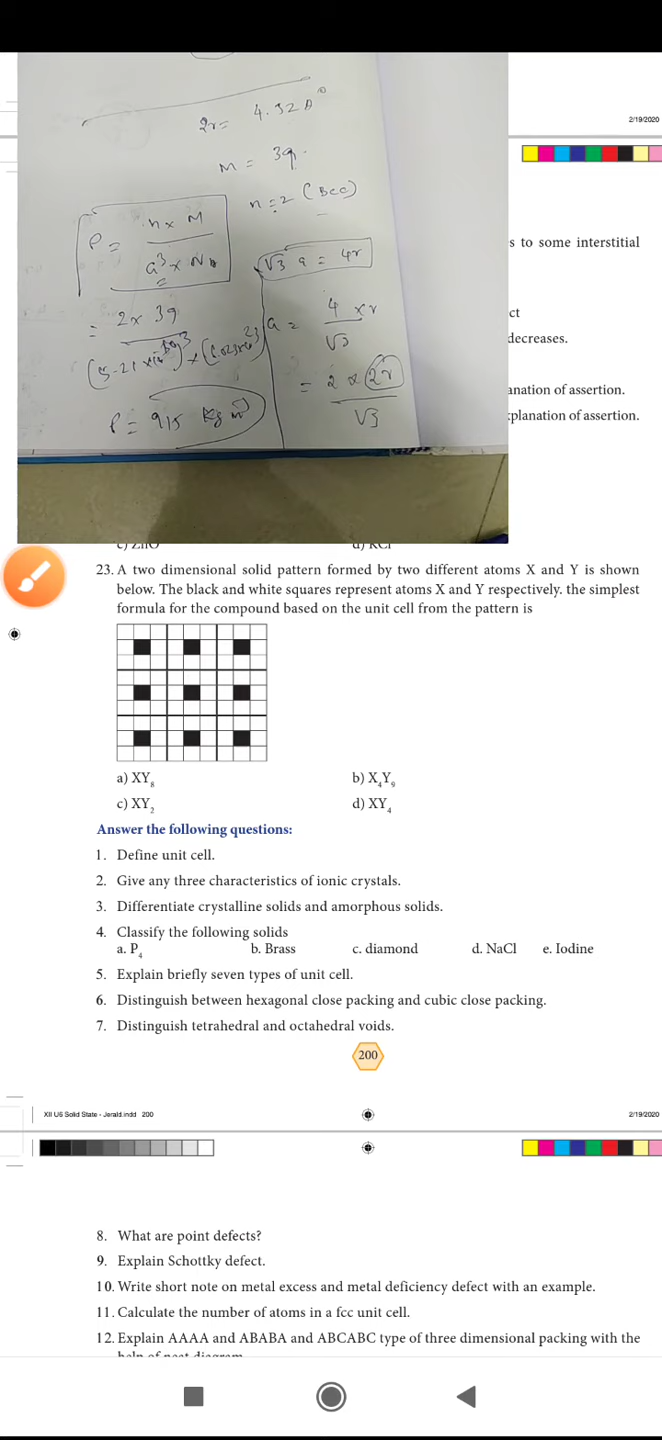 2r = 4.52 A°
M = 39.
n = 2 (Bcc)
ρ = n x M / a³ x NA
√3 a = 4r
= 2 x 39
a = 4 x r / √3
= 2 x 2r / √3
ρ = 915 Kg m
2/19/2020
s to some interstitial
ct
decreases.
anation of assertion.
planation of assertion.
c) ZnO d) KCl
23. A two dimensional solid pattern formed by two different atoms X and Y is shown
below. The black and white squares represent atoms X and Y respectively. the simplest
formula for the compound based on the unit cell from the pattern is
a) XY₈ b) X₄Y₉
c) XY₂ d) XY₄
Answer the following questions:
1. Define unit cell.
2. Give any three characteristics of ionic crystals.
3. Differentiate crystalline solids and amorphous solids.
4. Classify the following solids
a. P₄ b. Brass c. diamond d. NaCl e. Iodine
5. Explain briefly seven types of unit cell.
6. Distinguish between hexagonal close packing and cubic close packing.
7. Distinguish tetrahedral and octahedral voids.
200
XII U6 Solid State - Jerald.indd 200 2/19/2020
8. What are point defects?
9. Explain Schottky defect.
10. Write short note on metal excess and metal deficiency defect with an example.
11. Calculate the number of atoms in a fcc unit cell.
12. Explain AAAA and ABABA and ABCABC type of three dimensional packing with the
help of neat diagram